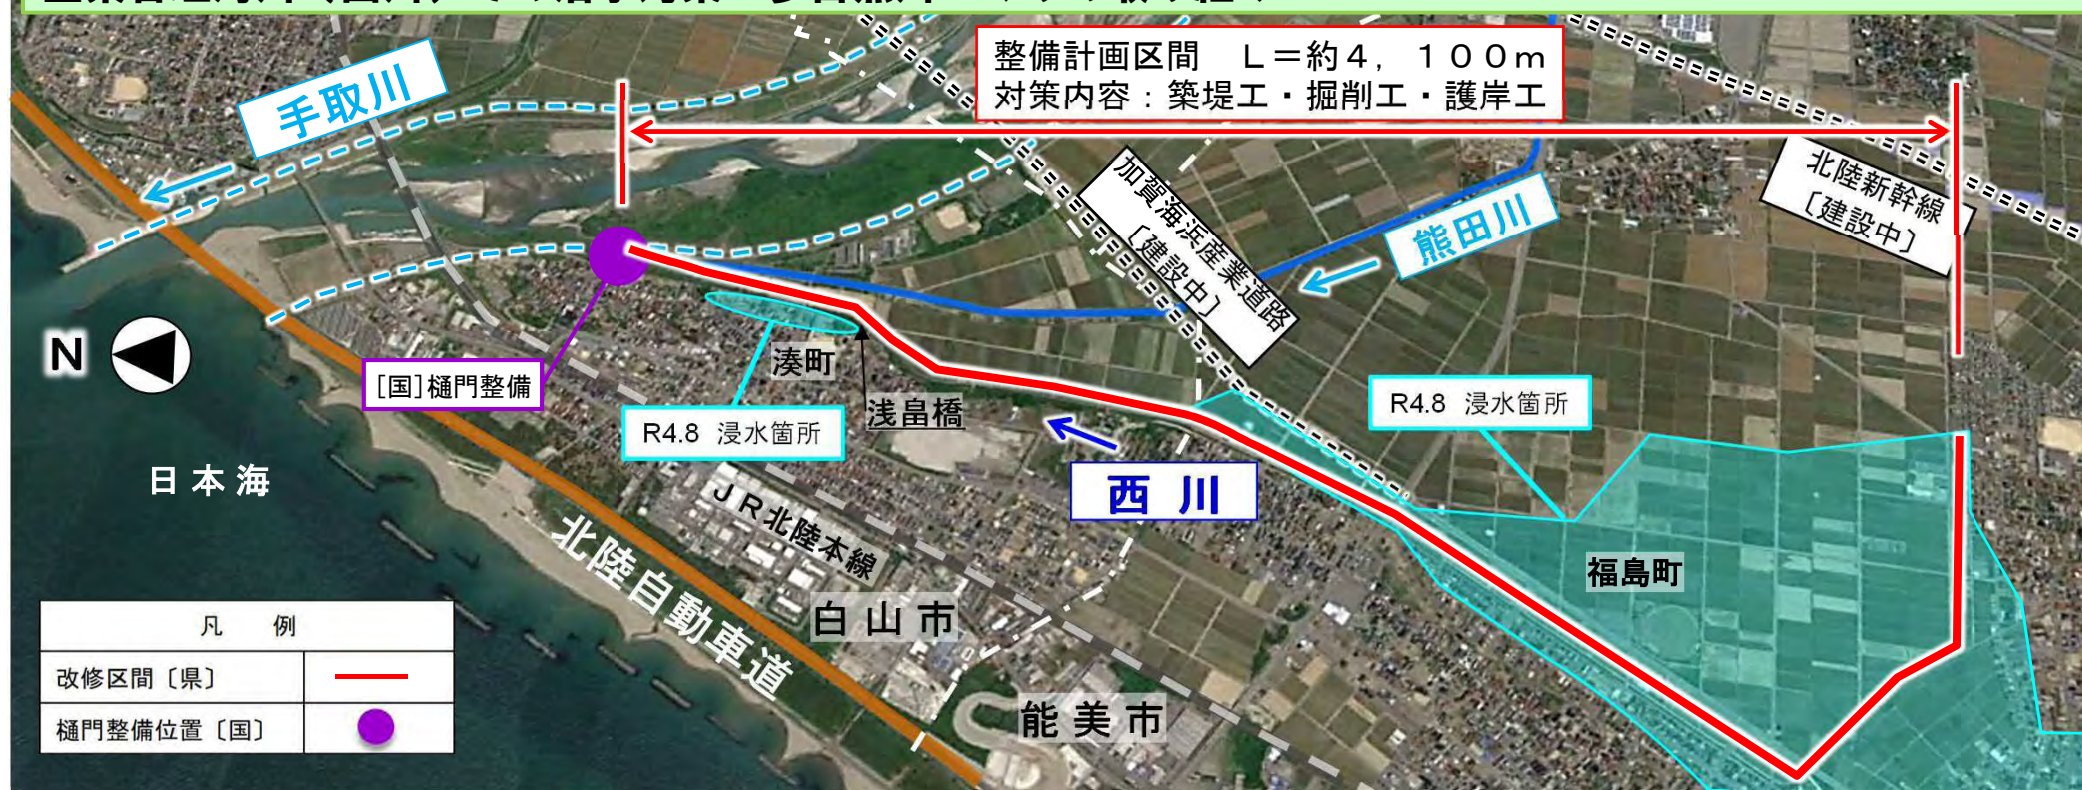 整備計画区間　Ｌ＝約４，１００ｍ
対策内容：築堤工・掘削工・護岸工
手取川
加賀海浜産業道路
〔建設中〕
北陸新幹線
〔建設中〕
熊田川
N
[国]樋門整備
湊町
浅畠橋
R4.8 浸水箇所
R4.8 浸水箇所
日本海
西川
ＪＲ北陸本線
北陸自動車道
福島町
白山市
能美市
凡　例
改修区間〔県〕
樋門整備位置〔国〕